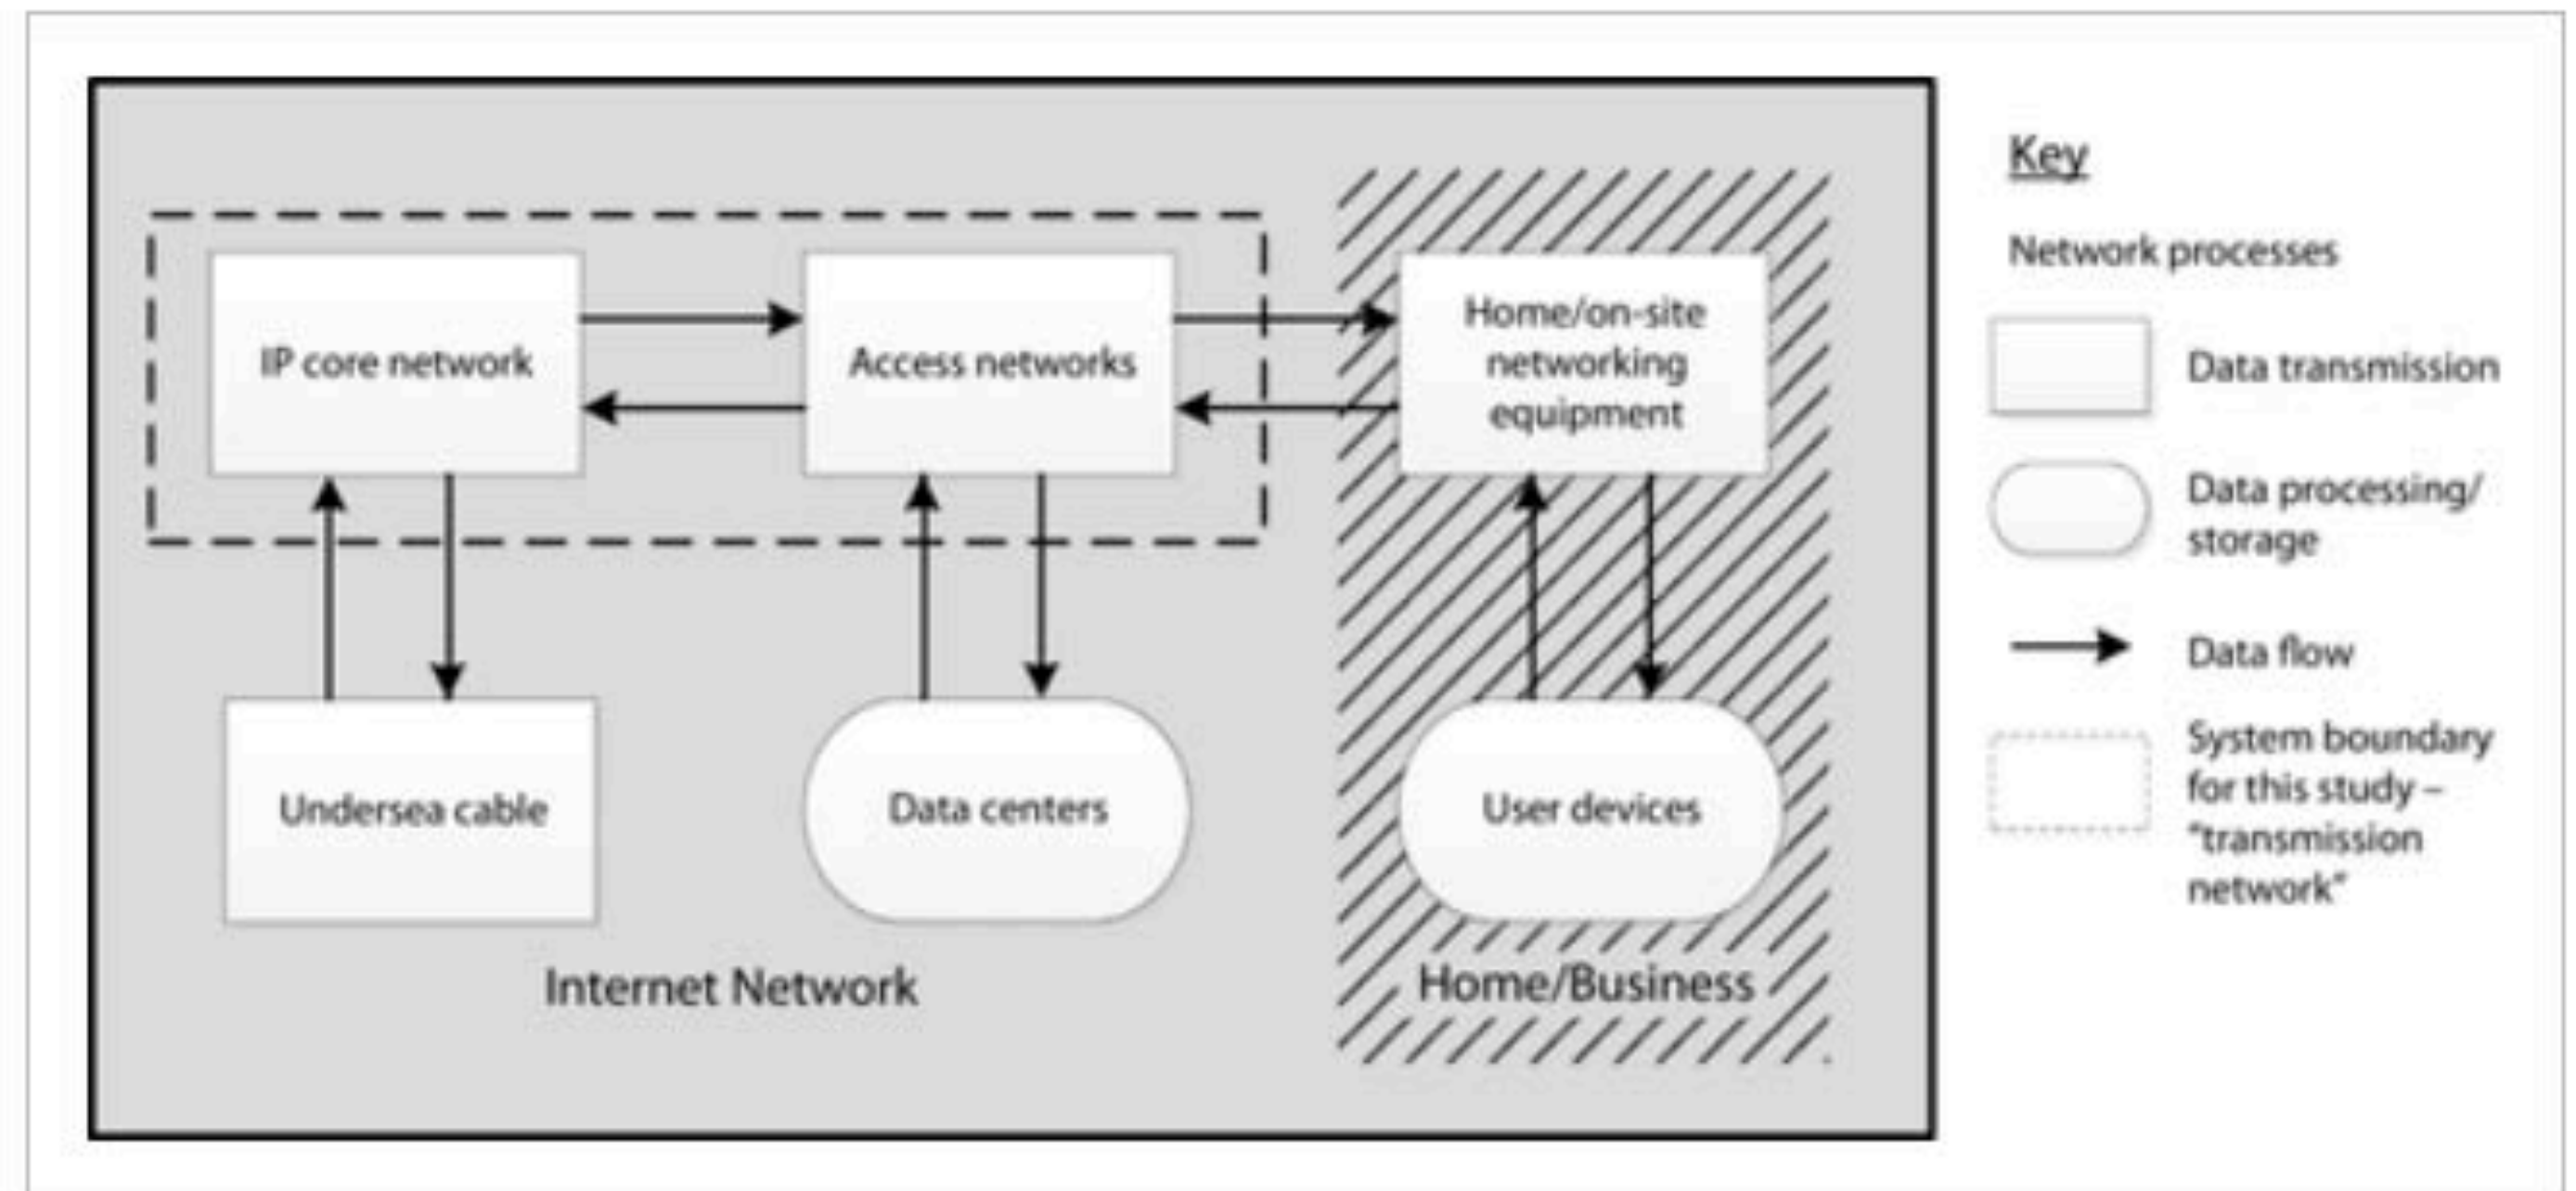 IP core network
Access networks
Home/on-site
networking
equipment
Undersea cable
Data centers
User devices
Internet Network
Home/Business
Key
Network processes
Data transmission
Data processing/
storage
Data flow
System boundary
for this study –
“transmission
network”